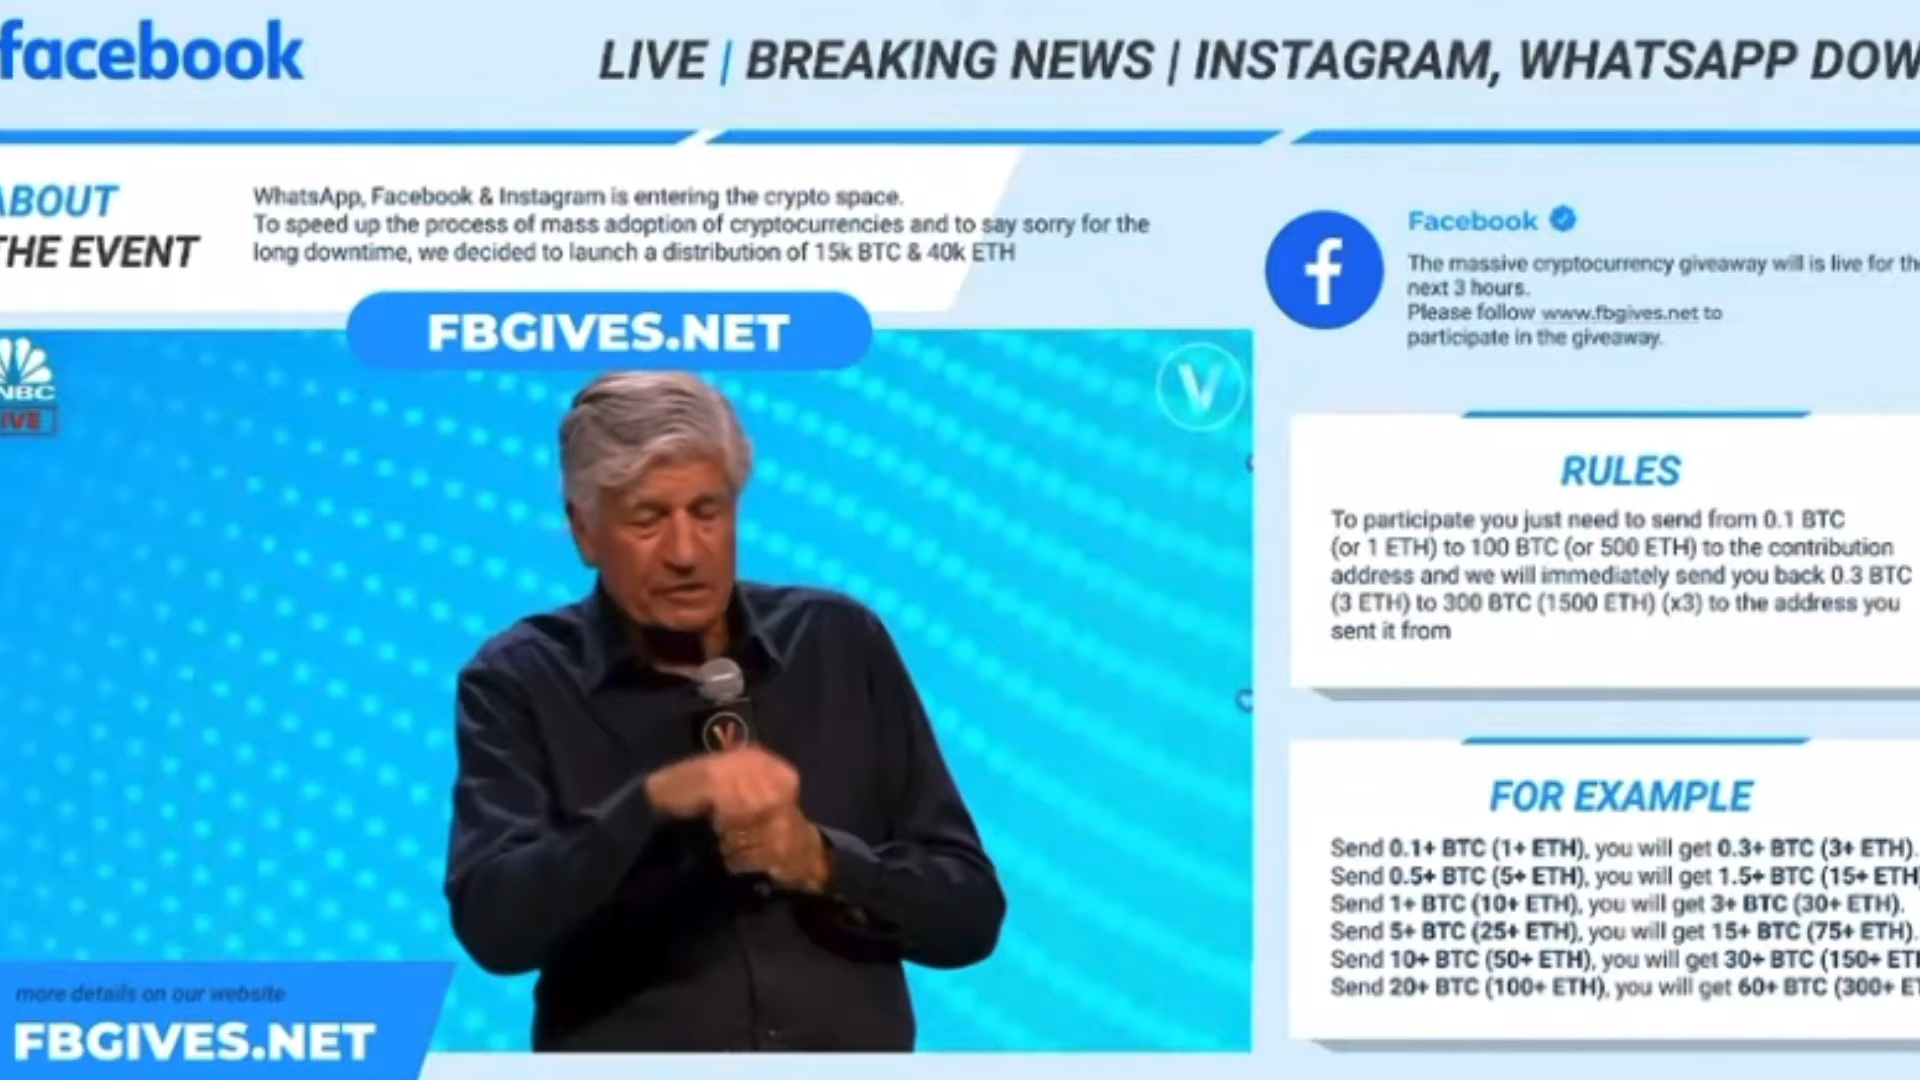 facebook
LIVE | BREAKING NEWS | INSTAGRAM, WHATSAPP DOW
ABOUT
THE EVENT
WhatsApp, Facebook & Instagram is entering the crypto space.
To speed up the process of mass adoption of cryptocurrencies and to say sorry for the
long downtime, we decided to launch a distribution of 15k BTC & 40k ETH
FBGIVES.NET
NBC
IVE
V
V
more details on our website
FBGIVES.NET
f
Facebook
The massive cryptocurrency giveaway will is live for the
next 3 hours.
Please follow www.fbgives.net to
participate in the giveaway.
RULES
To participate you just need to send from 0.1 BTC
(or 1 ETH) to 100 BTC (or 500 ETH) to the contribution
address and we will immediately send you back 0.3 BTC
(3 ETH) to 300 BTC (1500 ETH) (x3) to the address you
sent it from
FOR EXAMPLE
Send 0.1+ BTC (1+ ETH), you will get 0.3+ BTC (3+ ETH).
Send 0.5+ BTC (5+ ETH), you will get 1.5+ BTC (15+ ETH)
Send 1+ BTC (10+ ETH), you will get 3+ BTC (30+ ETH).
Send 5+ BTC (25+ ETH), you will get 15+ BTC (75+ ETH).
Send 10+ BTC (50+ ETH), you will get 30+ BTC (150+ ET
Send 20+ BTC (100+ ETH), you will get 60+ BTC (300+ E